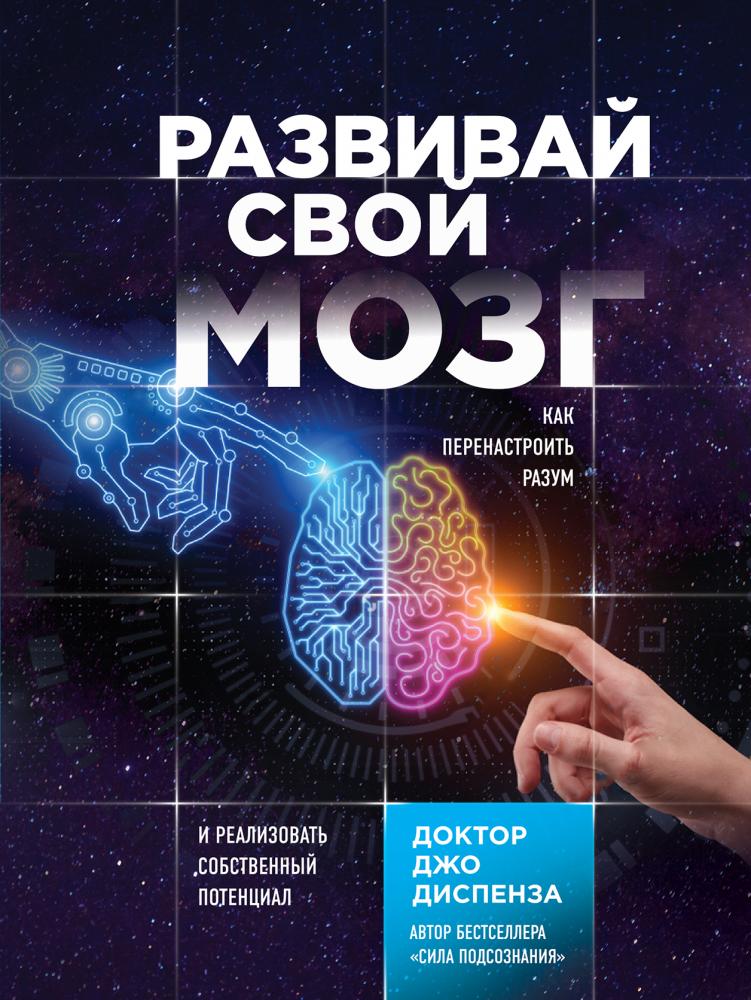 РАЗВИВАЙ
СВОЙ
МОЗГ
КАК
ПЕРЕНАСТРОИТЬ
РАЗУМ
И РЕАЛИЗОВАТЬ
СОБСТВЕННЫЙ
ПОТЕНЦИАЛ
ДОКТОР
ДЖО
ДИСПЕНЗА
АВТОР БЕСТСЕЛЛЕРА
«СИЛА ПОДСОЗНАНИЯ»